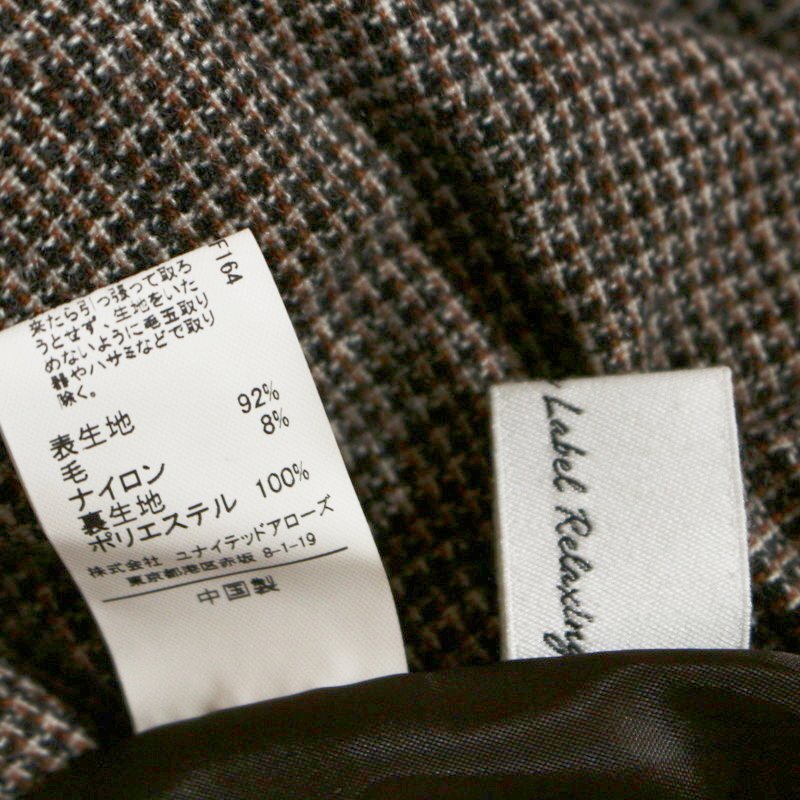 F164
来たら引っ張って取ろ
うとせず、生地をいた
めないように毛玉取り
器やハサミなどで取り
除く。
表生地
毛 92%
ナイロン 8%
裏生地
ポリエステル 100%
株式会社 ユナイテッドアローズ
東京都港区赤坂 8-1-19
中国製
Label Relaxing